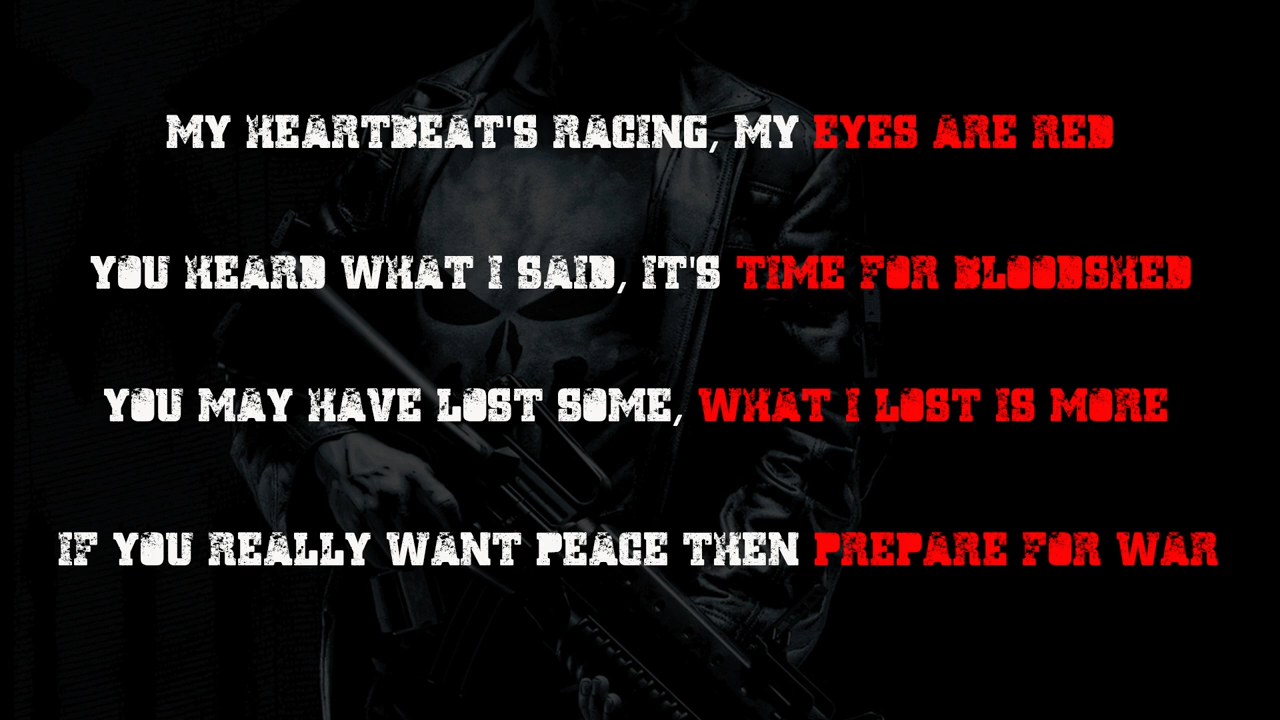 MY HEARTBEAT'S RACING, MY EYES ARE RED
YOU HEARD WHAT I SAID, IT'S TIME FOR BLOODSHED
YOU MAY HAVE LOST SOME, WHAT I LOST IS MORE
IF YOU REALLY WANT PEACE THEN PREPARE FOR WAR